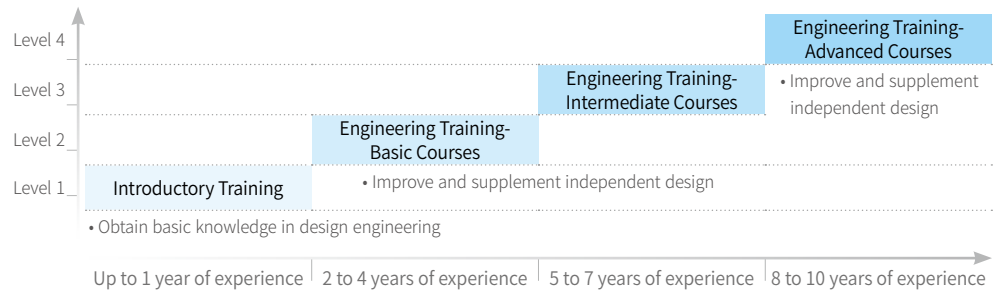 Level 4
Engineering Training-
Advanced Courses
Level 3
Engineering Training-
Intermediate Courses
• Improve and supplement
independent design
Level 2
Engineering Training-
Basic Courses
Level 1
Introductory Training
• Improve and supplement independent design
• Obtain basic knowledge in design engineering
Up to 1 year of experience
2 to 4 years of experience
5 to 7 years of experience
8 to 10 years of experience